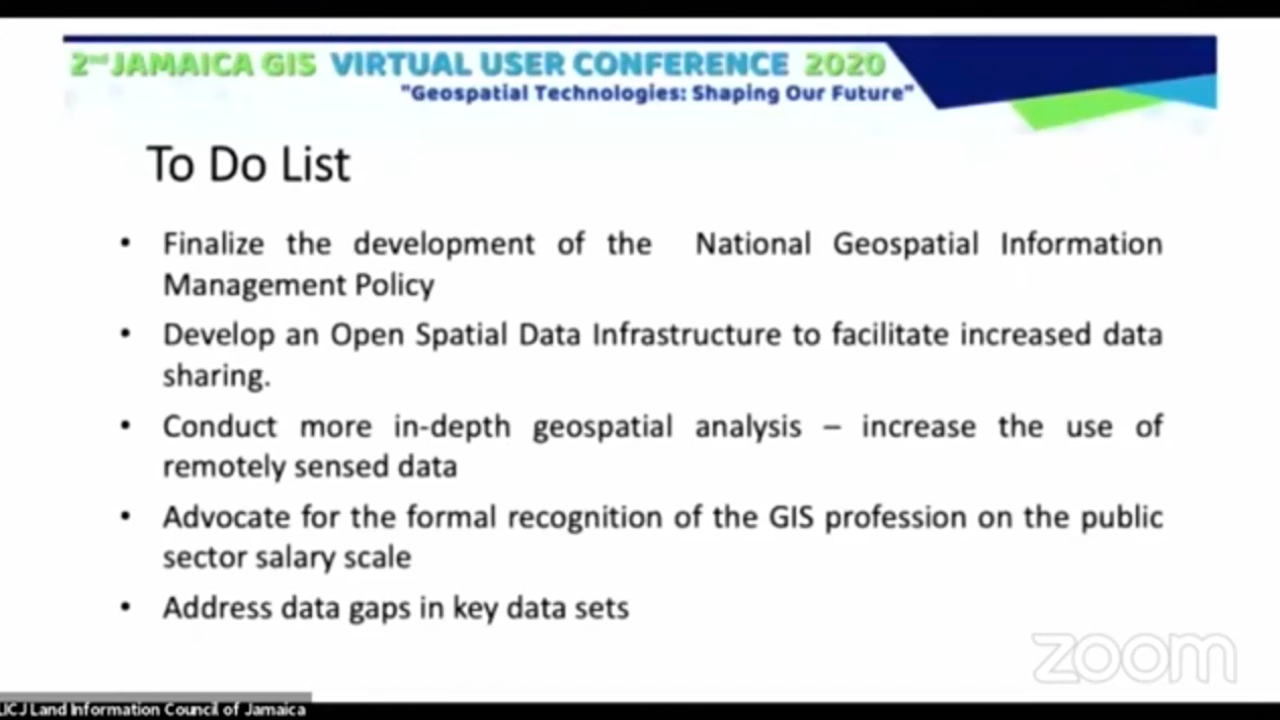 2nd JAMAICA GIS VIRTUAL USER CONFERENCE 2020
"Geospatial Technologies: Shaping Our Future"
To Do List
• Finalize the development of the National Geospatial Information
Management Policy
• Develop an Open Spatial Data Infrastructure to facilitate increased data
sharing.
• Conduct more in-depth geospatial analysis – increase the use of
remotely sensed data
• Advocate for the formal recognition of the GIS profession on the public
sector salary scale
• Address data gaps in key data sets
zoom
LICJ Land Information Council of Jamaica